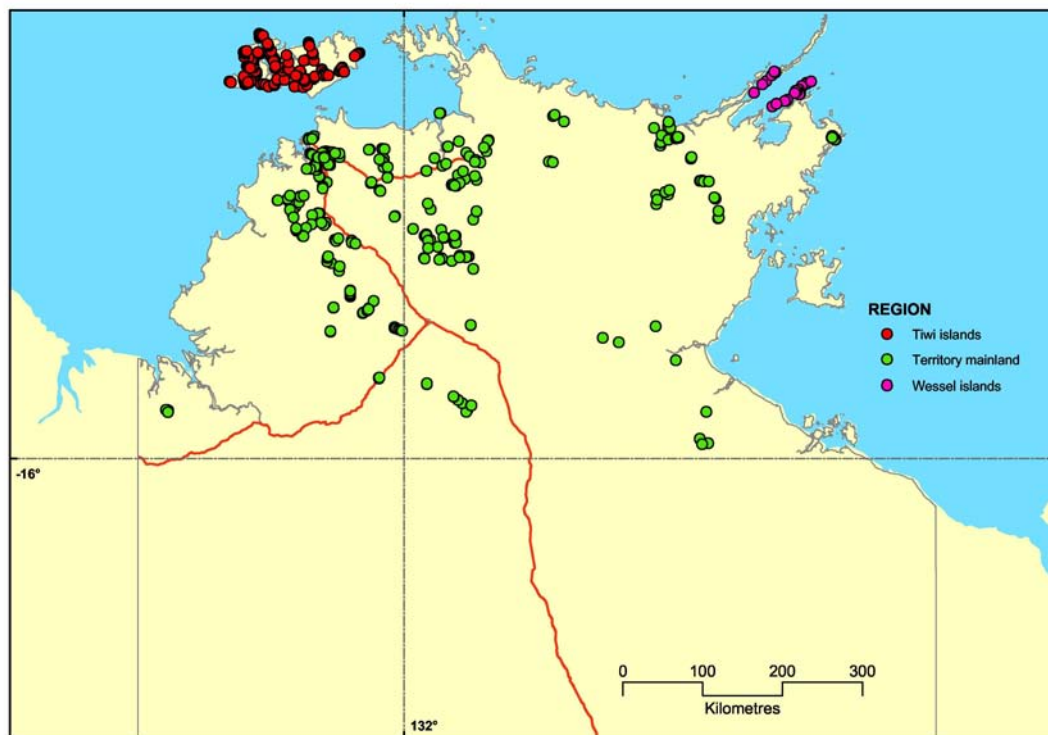 REGION
Tiwi islands
Territory mainland
Wessel islands
-16°
0 100 200 300
Kilometres
132°